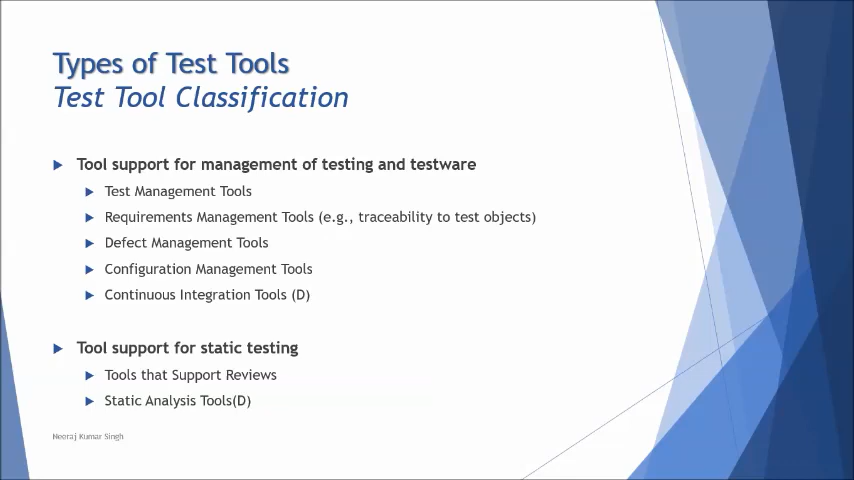 Types of Test Tools
Test Tool Classification
Tool support for management of testing and testware
Test Management Tools
Requirements Management Tools (e.g., traceability to test objects)
Defect Management Tools
Configuration Management Tools
Continuous Integration Tools (D)
Tool support for static testing
Tools that Support Reviews
Static Analysis Tools(D)
Neeraj Kumar Singh